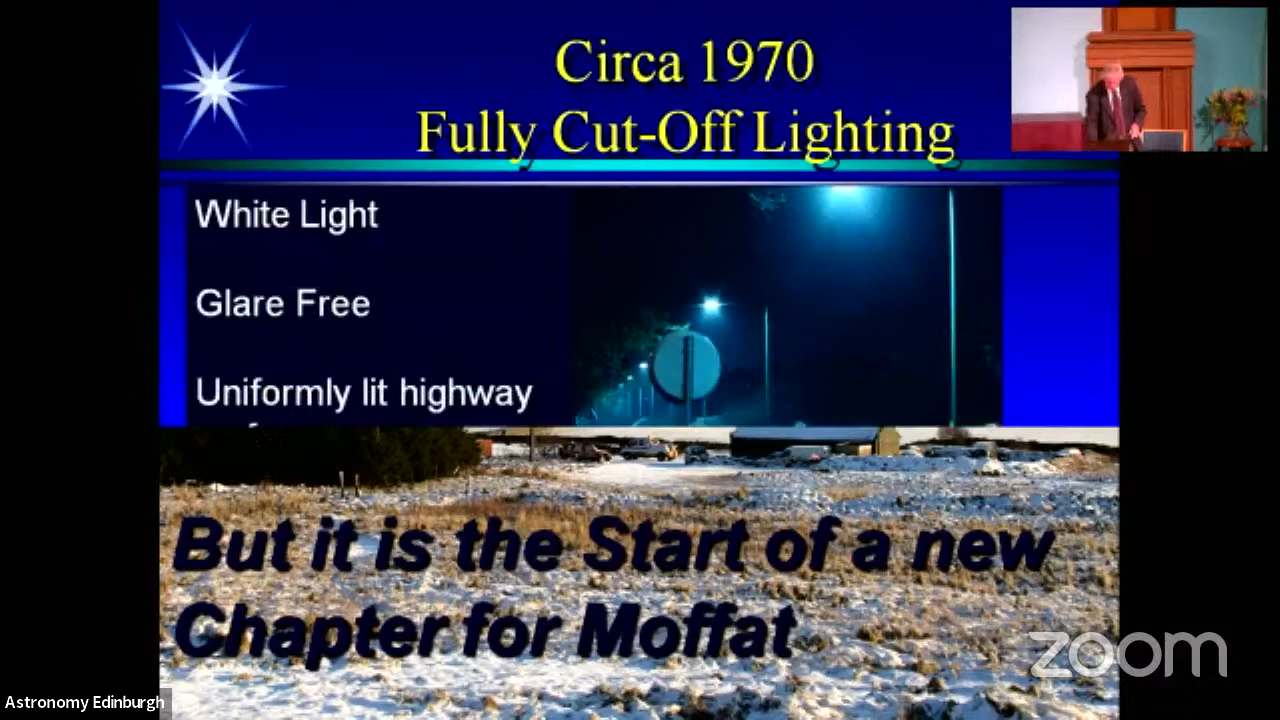 Circa 1970
Fully Cut-Off Lighting
White Light
Glare Free
Uniformly lit highway
But it is the Start of a new
Chapter for Moffat
zoom
Astronomy Edinburgh